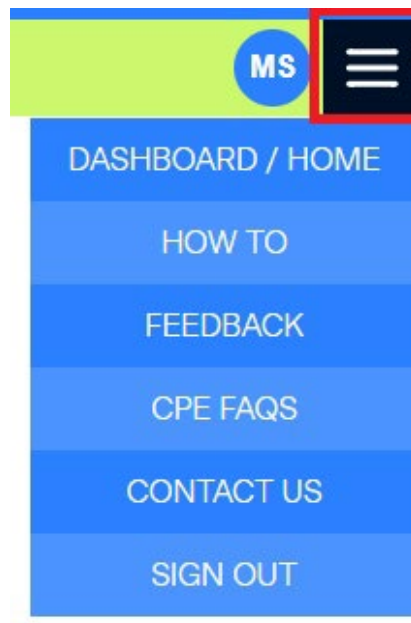 MS
DASHBOARD / HOME
HOW TO
FEEDBACK
CPE FAQS
CONTACT US
SIGN OUT